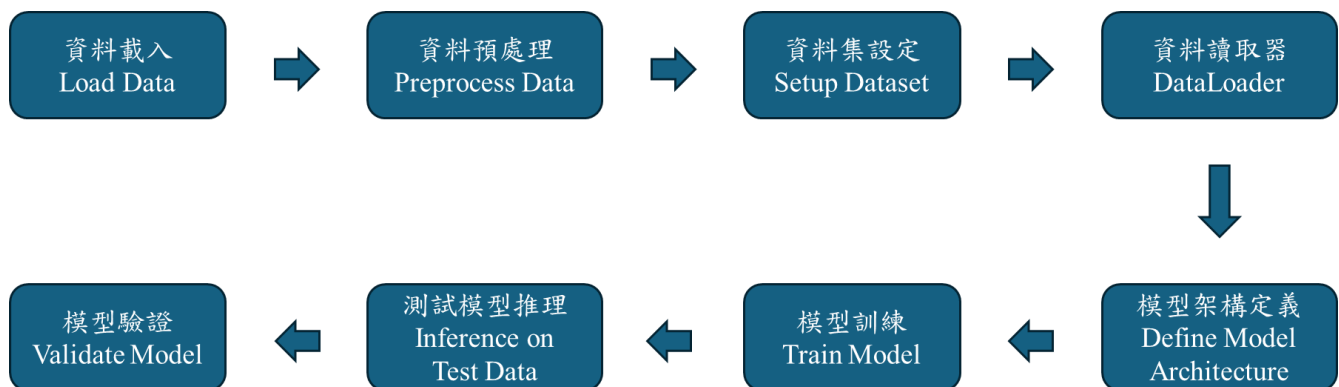 資料載入
Load Data
資料預處理
Preprocess Data
資料集設定
Setup Dataset
資料讀取器
DataLoader
模型架構定義
Define Model
Architecture
模型訓練
Train Model
測試模型推理
Inference on
Test Data
模型驗證
Validate Model